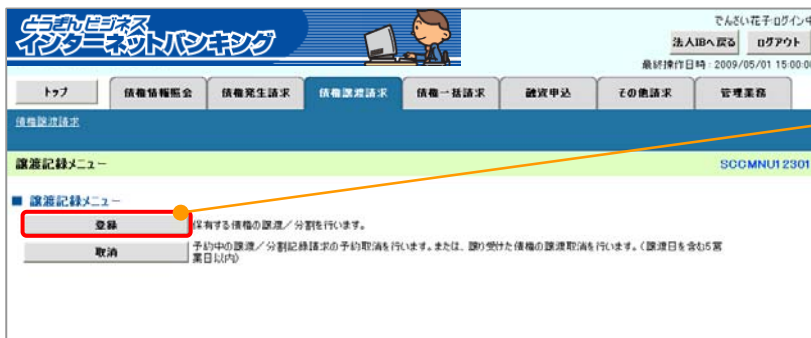 とうぎんビジネス
インターネットバンキング
でんさい花子:ログイン中
法人IBへ戻る ログアウト
最終操作日時:2009/05/01 15:00:00
トップ 債権情報照会 債権発生請求 債権譲渡請求 債権一括請求 融資申込 その他請求 管理業務
債権譲渡請求
譲渡記録メニュー SCCMNU12301
■ 譲渡記録メニュー
登録 保有する債権の譲渡/分割を行います。
取消 予約中の譲渡/分割記録請求の予約取消を行います。または、譲り受けた債権の譲渡取消を行います。(譲渡日を含む5営
業日以内)